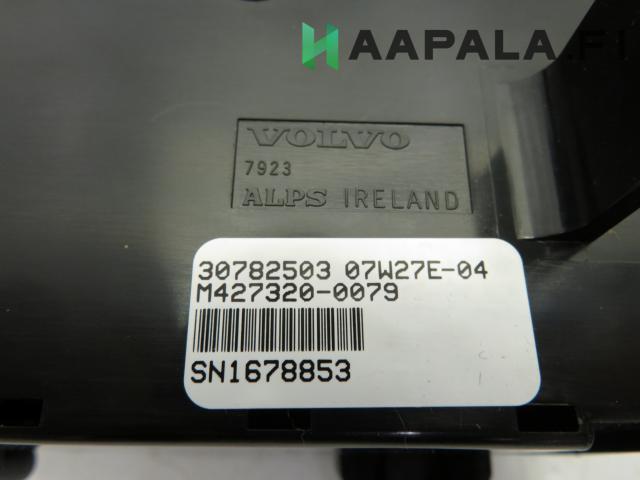 HAAPALA.FI
VOLVO
7923
ALPS IRELAND
30782503 07W27E-04
M427320-0079
SN1678853